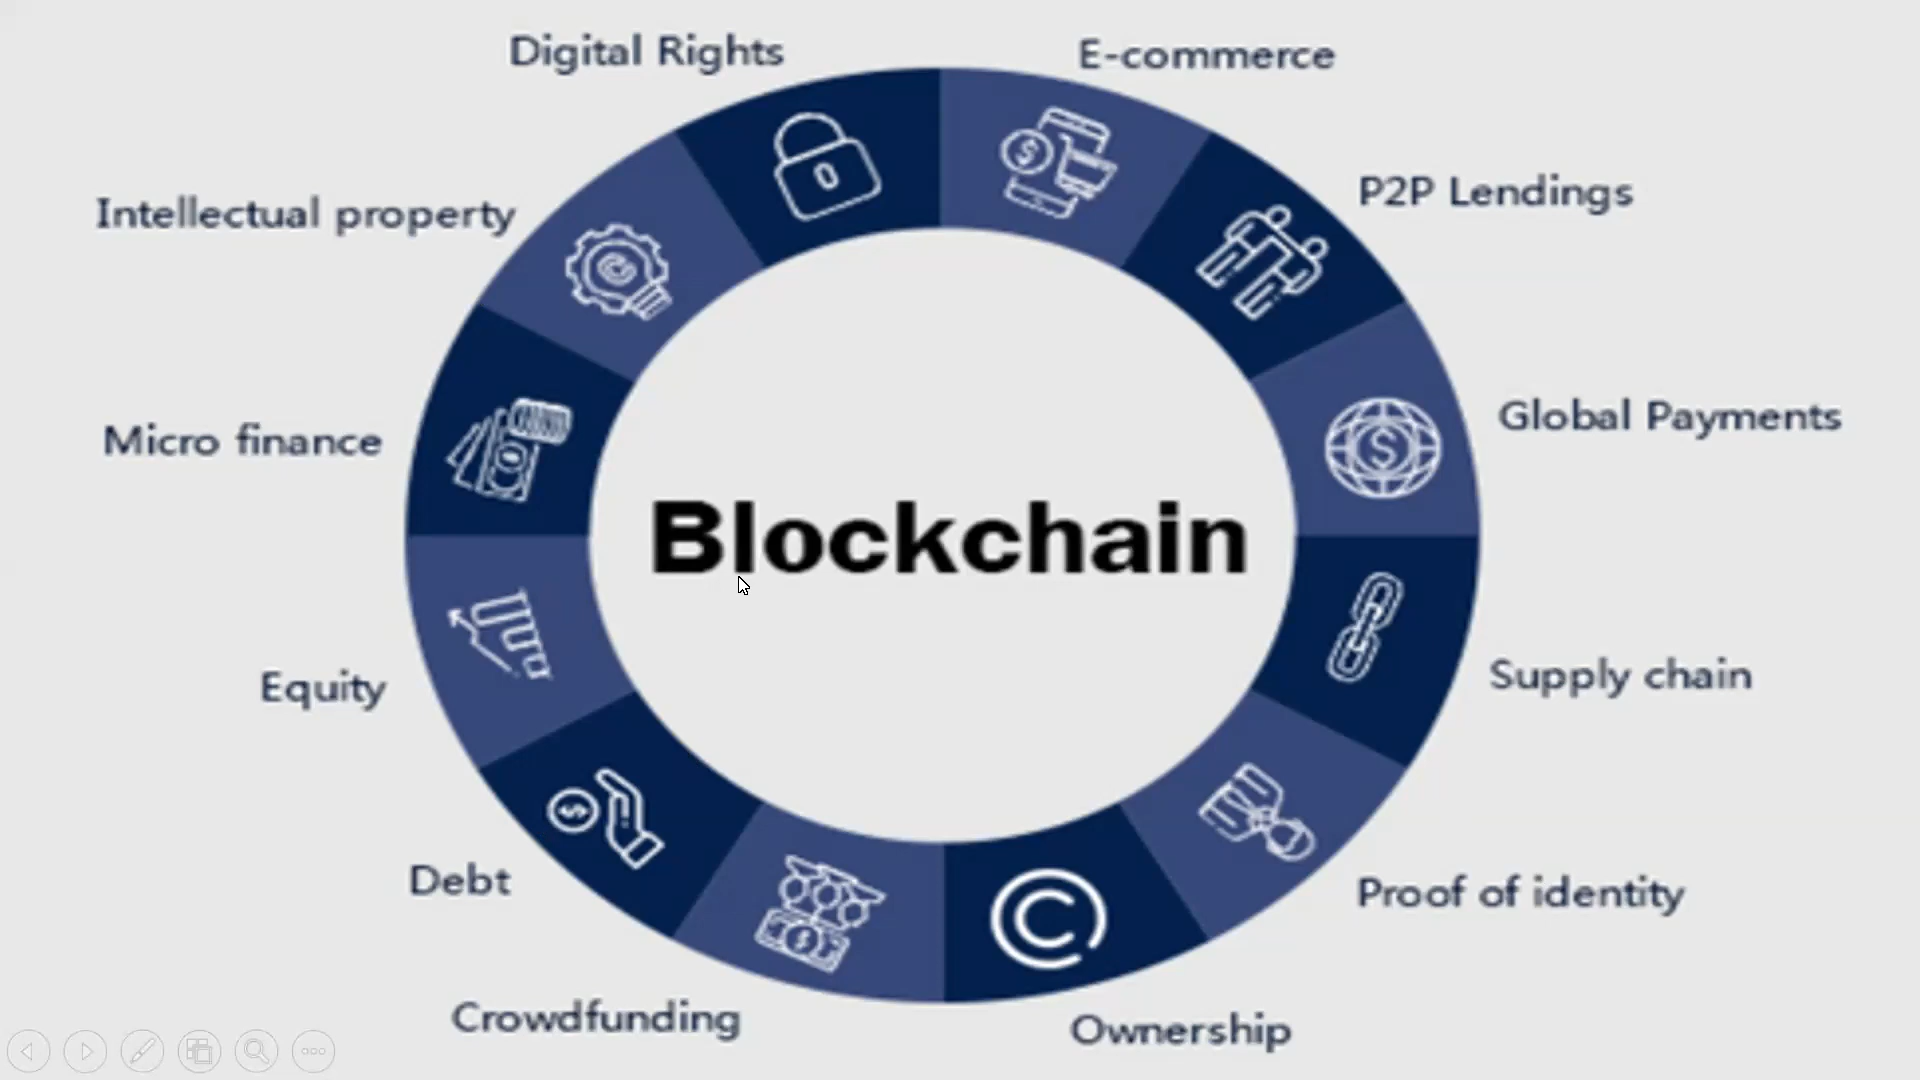 Digital Rights
E-commerce
P2P Lendings
Intellectual property
Global Payments
Micro finance
Blockchain
Supply chain
Equity
Debt
Proof of identity
Crowdfunding
Ownership